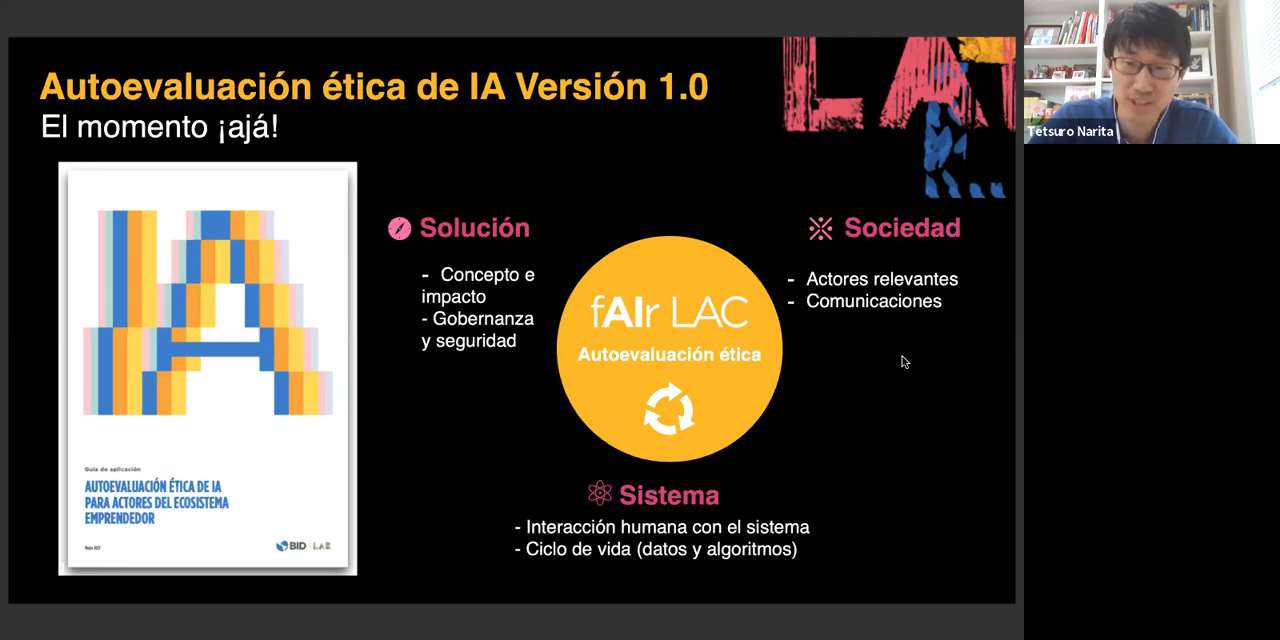 Autoevaluación ética de IA Versión 1.0
El momento ¡ajá!
LA
Tetsuro Narita
IA
Guía de aplicación
AUTOEVALUACIÓN ÉTICA DE IA
PARA ACTORES DEL ECOSISTEMA
EMPRENDEDOR
BID | LAB
Solución
- Concepto e
impacto
- Gobernanza
y seguridad
fAIr LAC
Autoevaluación ética
Sociedad
- Actores relevantes
- Comunicaciones
Sistema
- Interacción humana con el sistema
- Ciclo de vida (datos y algoritmos)